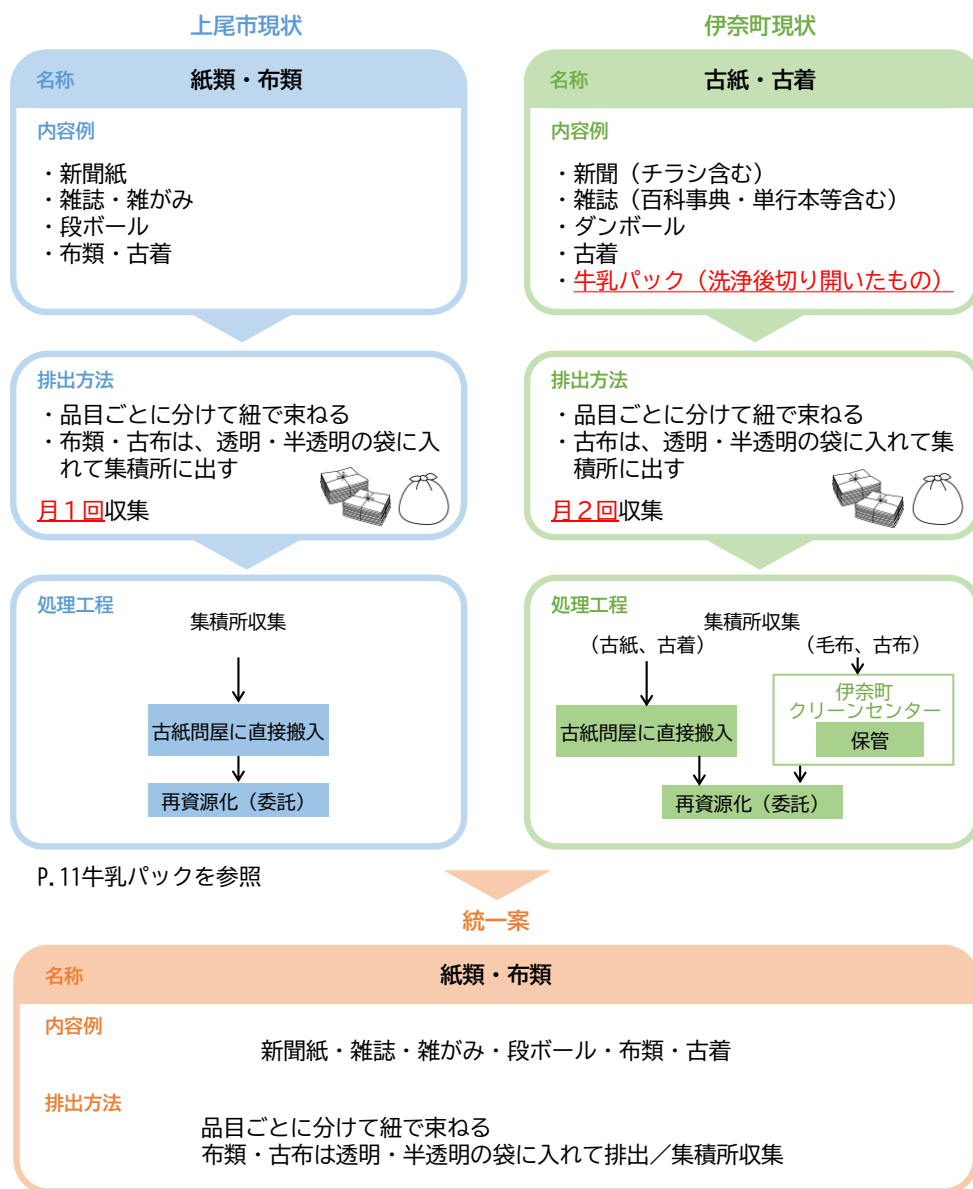 上尾市現状
名称 紙類・布類
内容例
・新聞紙
・雑誌・雑がみ
・段ボール
・布類・古着
排出方法
・品目ごとに分けて紐で束ねる
・布類・古布は、透明・半透明の袋に入
れて集積所に出す
月１回収集
処理工程
集積所収集
古紙問屋に直接搬入
再資源化（委託）
伊奈町現状
名称 古紙・古着
内容例
・新聞（チラシ含む）
・雑誌（百科事典・単行本等含む）
・ダンボール
・古着
・牛乳パック（洗浄後切り開いたもの）
排出方法
・品目ごとに分けて紐で束ねる
・古布は、透明・半透明の袋に入れて集
積所に出す
月２回収集
処理工程
集積所収集
（古紙、古着） （毛布、古布）
伊奈町
クリーンセンター
保管
古紙問屋に直接搬入
再資源化（委託）
P.11牛乳パックを参照
統一案
名称 紙類・布類
内容例
新聞紙・雑誌・雑がみ・段ボール・布類・古着
排出方法
品目ごとに分けて紐で束ねる
布類・古布は透明・半透明の袋に入れて排出／集積所収集